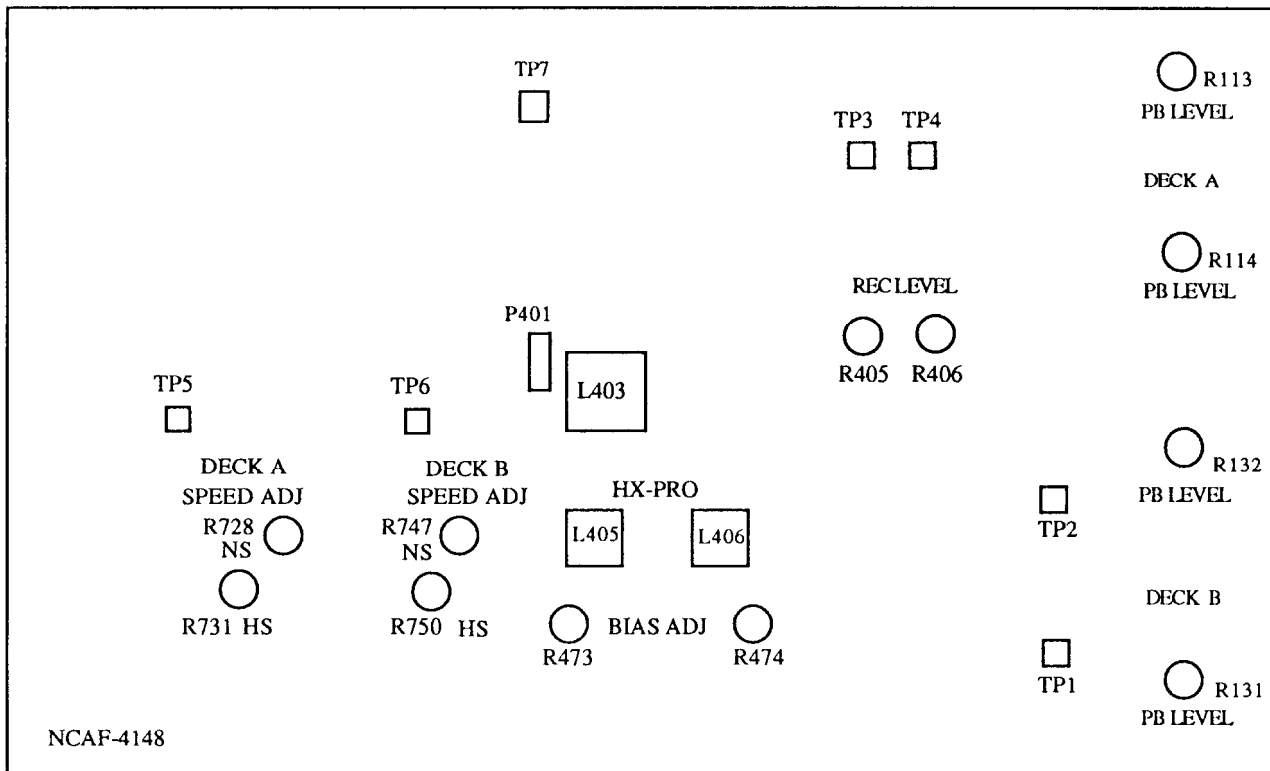 TP7
R113
PB LEVEL
TP3 TP4
DECK A
R114
PB LEVEL
REC LEVEL
R405 R406
P401
L403
TP5
TP6
DECK A
SPEED ADJ
R728
NS
R731 HS
DECK B
SPEED ADJ
R747
NS
R750 HS
HX-PRO
L405 L406
BIAS ADJ
R473 R474
R132
PB LEVEL
TP2
DECK B
TP1
R131
PB LEVEL
NCAF-4148